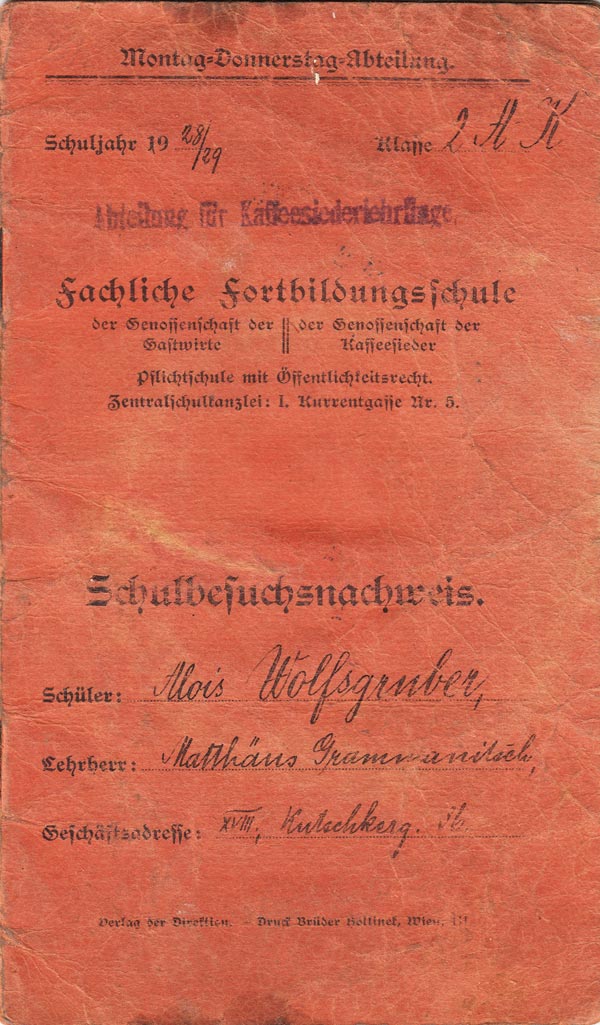 Montag-Donnerstag-Abteilung.
Schuljahr 19 28/29 Klasse 2 A K
Abteilung für Kaffeesiederlehrlinge.
Fachliche Fortbildungsschule
der Genossenschaft der || der Genossenschaft der
Gastwirte || Kaffeesieder
Pflichtschule mit Öffentlichkeitsrecht.
Zentralschulkanzlei: I. Kurrentgasse Nr. 5.
Schulbesuchsnachweis.
Schüler: Alois Wolfsgruber,
Lehrherr: Matthäus Grammanitsch,
Geschäftsadresse: XVIII, Kutschkerg.
Verlag der Direktion. – Druck Brüder Kollinek, Wien, III